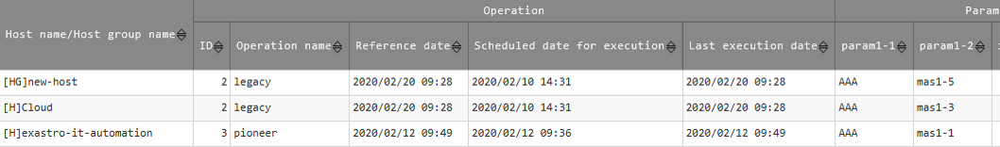 Operation Param
Host name/Host group name ID Operation name Reference date Scheduled date for execution Last execution date param1-1 param1-2
[HG]new-host 2 legacy 2020/02/20 09:28 2020/02/10 14:31 2020/02/20 09:28 AAA mas1-5
[H]Cloud 2 legacy 2020/02/20 09:28 2020/02/10 14:31 2020/02/20 09:28 AAA mas1-3
[H]exastro-it-automation 3 pioneer 2020/02/12 09:49 2020/02/12 09:36 2020/02/12 09:49 AAA mas1-1